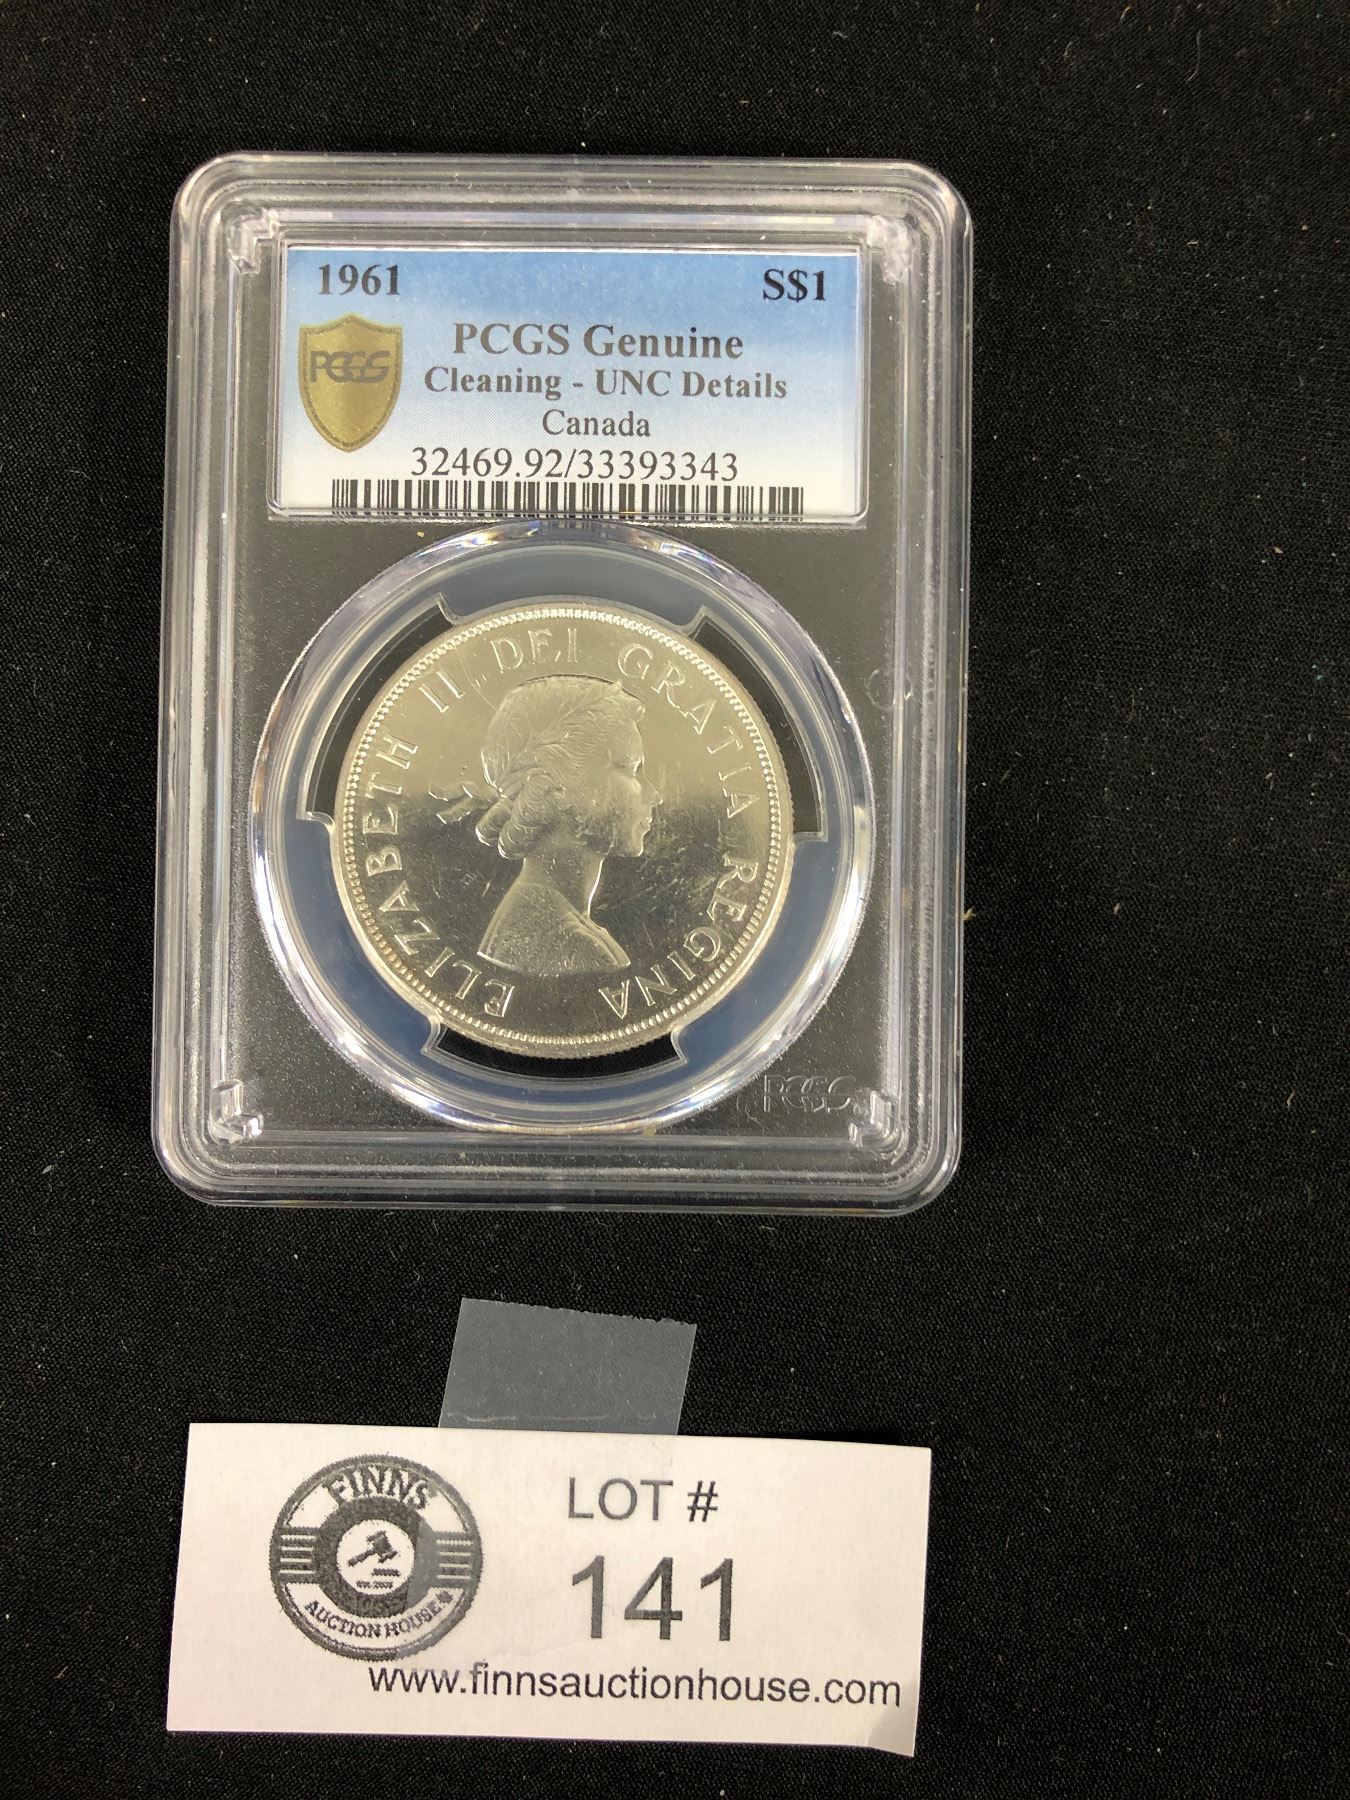 1961 S$1
PCGS
PCGS Genuine
Cleaning - UNC Details
Canada
32469.92/33393343
ELIZABETH II DEI GRATIA REGINA
PCGS
FINNS
AUCTION HOUSE
LOT #
141
www.finnsauctionhouse.com